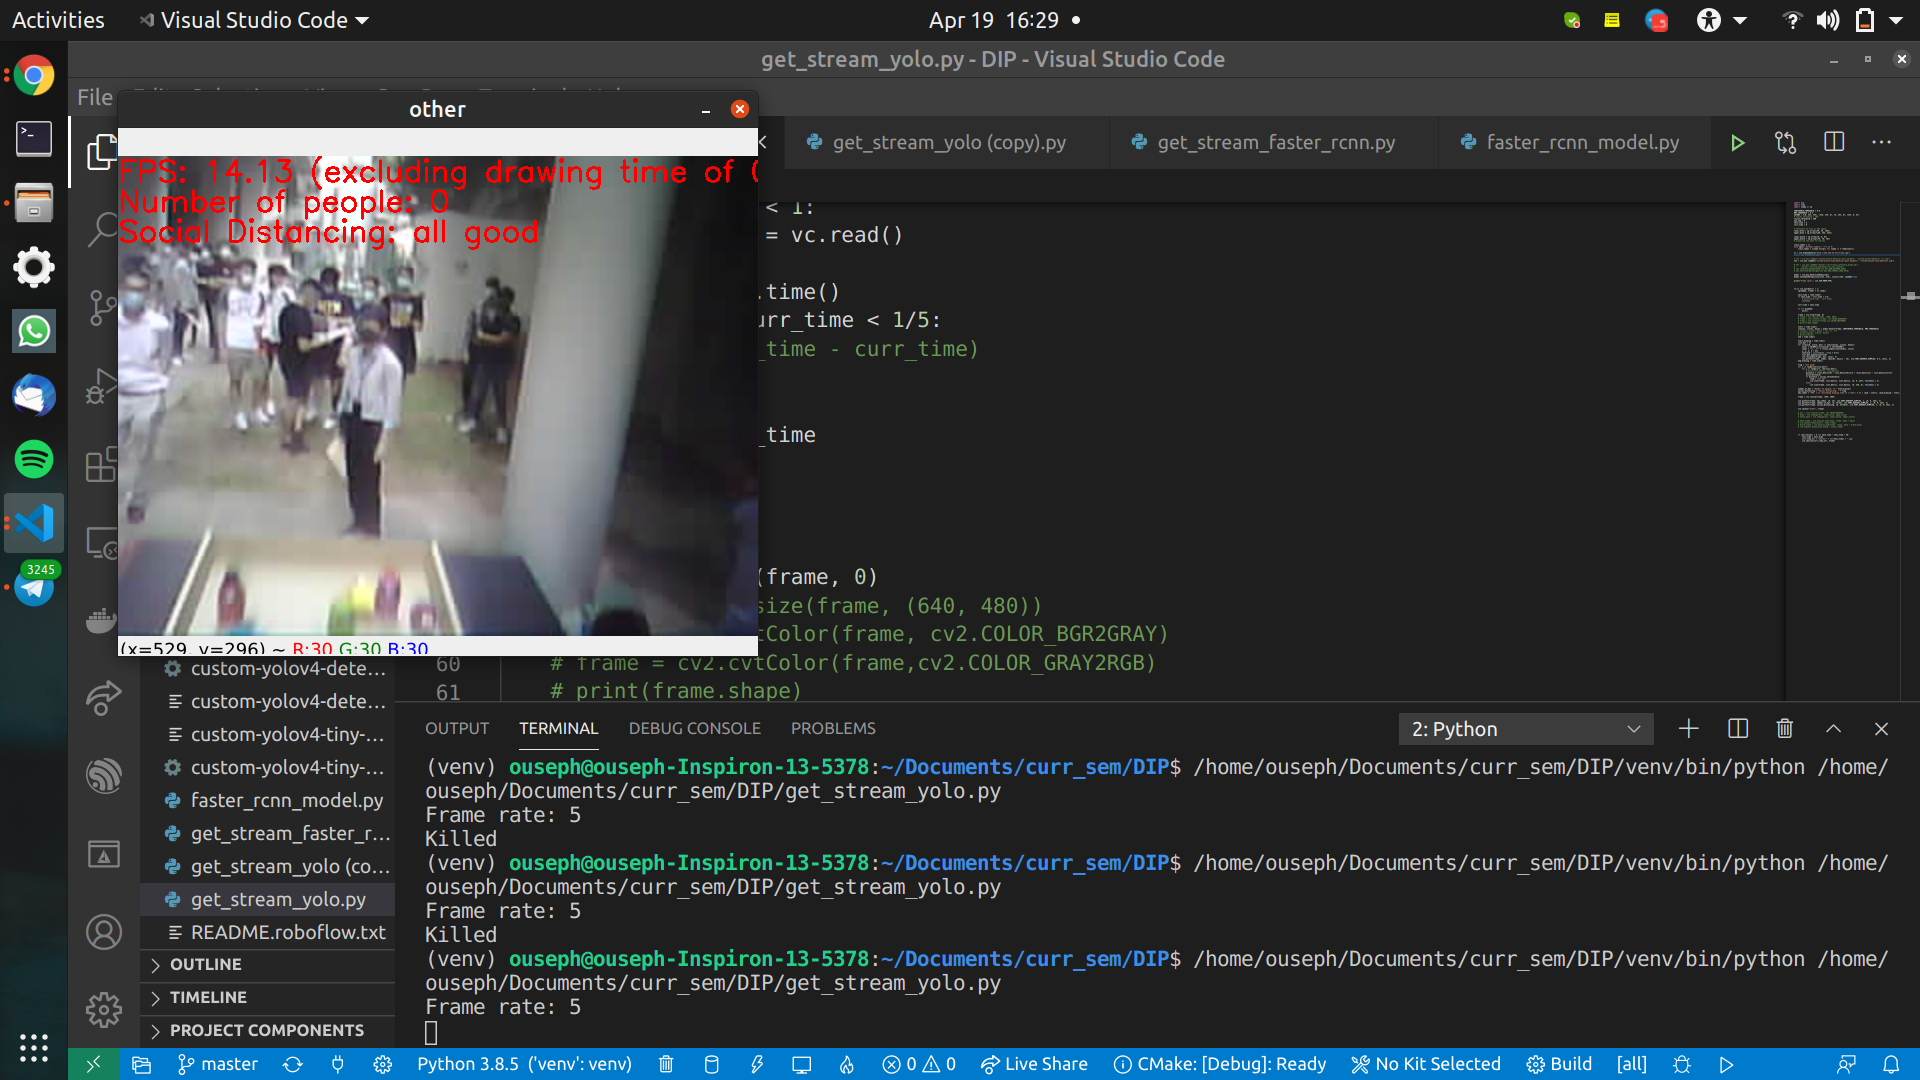 Activities
Visual Studio Code
Apr 19 16:29
get_stream_yolo.py - DIP - Visual Studio Code
File
other
get_stream_yolo (copy).py
get_stream_faster_rcnn.py
faster_rcnn_model.py
FPS: 14.13 (excluding drawing time of
Number of people: 0
Social Distancing: all good
(x=529, y=296) ~ R:30 G:30 B:30
< 1:
= vc.read()
.time()
urr_time < 1/5:
_time - curr_time)
_time
(frame, 0)
size(frame, (640, 480))
tColor(frame, cv2.COLOR_BGR2GRAY)
60 # frame = cv2.cvtColor(frame,cv2.COLOR_GRAY2RGB)
61 # print(frame.shape)
3245
custom-yolov4-dete...
custom-yolov4-dete...
custom-yolov4-tiny-...
custom-yolov4-tiny-...
faster_rcnn_model.py
get_stream_faster_r...
get_stream_yolo (co...
get_stream_yolo.py
README.roboflow.txt
OUTLINE
TIMELINE
PROJECT COMPONENTS
OUTPUT TERMINAL DEBUG CONSOLE PROBLEMS
2: Python
(venv) ouseph@ouseph-Inspiron-13-5378:~/Documents/curr_sem/DIP$ /home/ouseph/Documents/curr_sem/DIP/venv/bin/python /home/
ouseph/Documents/curr_sem/DIP/get_stream_yolo.py
Frame rate: 5
Killed
(venv) ouseph@ouseph-Inspiron-13-5378:~/Documents/curr_sem/DIP$ /home/ouseph/Documents/curr_sem/DIP/venv/bin/python /home/
ouseph/Documents/curr_sem/DIP/get_stream_yolo.py
Frame rate: 5
Killed
(venv) ouseph@ouseph-Inspiron-13-5378:~/Documents/curr_sem/DIP$ /home/ouseph/Documents/curr_sem/DIP/venv/bin/python /home/
ouseph/Documents/curr_sem/DIP/get_stream_yolo.py
Frame rate: 5
master
Python 3.8.5 ('venv': venv)
0 0
Live Share
CMake: [Debug]: Ready
No Kit Selected
Build
[all]